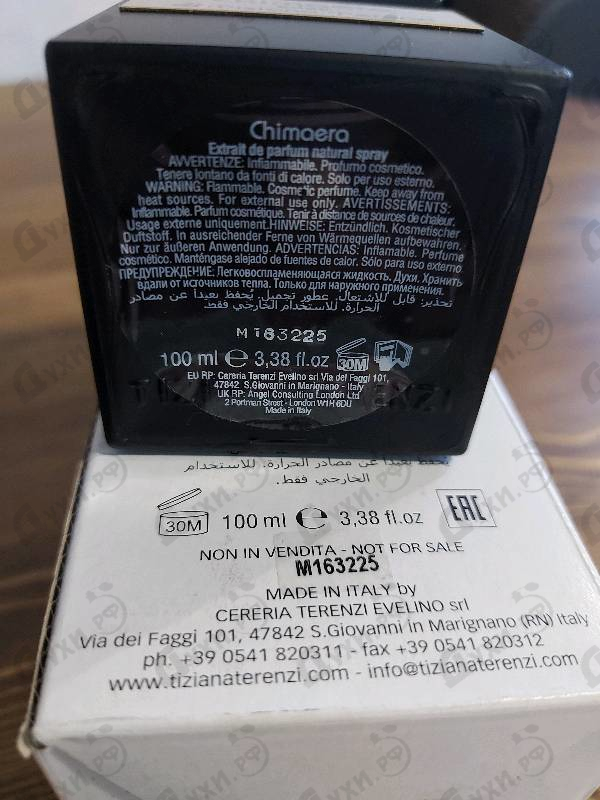 Chimaera
Extrait de parfum natural spray
AVVERTENZE: Infiammabile. Profumo cosmetico.
Tenere lontano da fonti di calore. Solo per uso esterno.
WARNING: Flammable. Cosmetic perfume. Keep away from
heat sources. For external use only. AVERTISSEMENTS:
Inflammable. Parfum cosmétique. Tenir à distance de sources de chaleur.
Usage externe uniquement. HINWEISE: Entzündlich. Kosmetischer
Duftstoff. In ausreichender Ferne von Wärmequellen aufbewahren.
Nur zur äußeren Anwendung. ADVERTENCIAS: Inflamable. Perfume
cosmético. Manténgase alejado de fuentes de calor. Sólo para uso externo
ПРЕДУПРЕЖДЕНИЕ: Легковоспламеняющаяся жидкость. Духи. Хранить
вдали от источников тепла. Только для наружного применения.
تحذير: قابل للاشتعال. عطور تجميل. يُحفظ بعيداً عن مصادر
الحرارة. للاستخدام الخارجي فقط.
M163225
100 ml e 3,38 fl.oz 30M
EU RP: Cereria Terenzi Evelino srl Via dei Faggi 101,
47842 S.Giovanni in Marignano - Italy
UK RP: Angel Consulting London Ltd
2 Portman Street - London W1H 6DU
Made in Italy
يُحفظ بعيداً عن مصادر الحرارة. للاستخدام
الخارجي فقط.
30M 100 ml e 3,38 fl.oz EAC
NON IN VENDITA - NOT FOR SALE
M163225
MADE IN ITALY by
CERERIA TERENZI EVELINO srl
Via dei Faggi 101, 47842 S.Giovanni in Marignano (RN) Italy
ph. +39 0541 820311 - fax +39 0541 820312
www.tizianaterenzi.com - info@tizianaterenzi.com